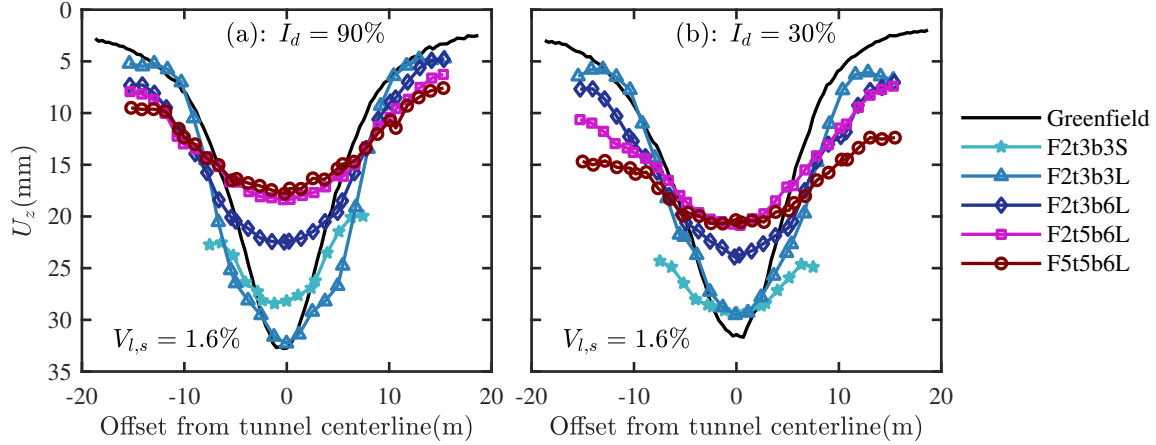 (a): I_d = 90%
V_{l,s} = 1.6%
0
5
10
15
20
25
30
35
U_z(mm)
-20
-10
0
10
20
Offset from tunnel centerline(m)
(b): I_d = 30%
V_{l,s} = 1.6%
-20
-10
0
10
20
Offset from tunnel centerline(m)
Greenfield
F2t3b3S
F2t3b3L
F2t3b6L
F2t5b6L
F5t5b6L